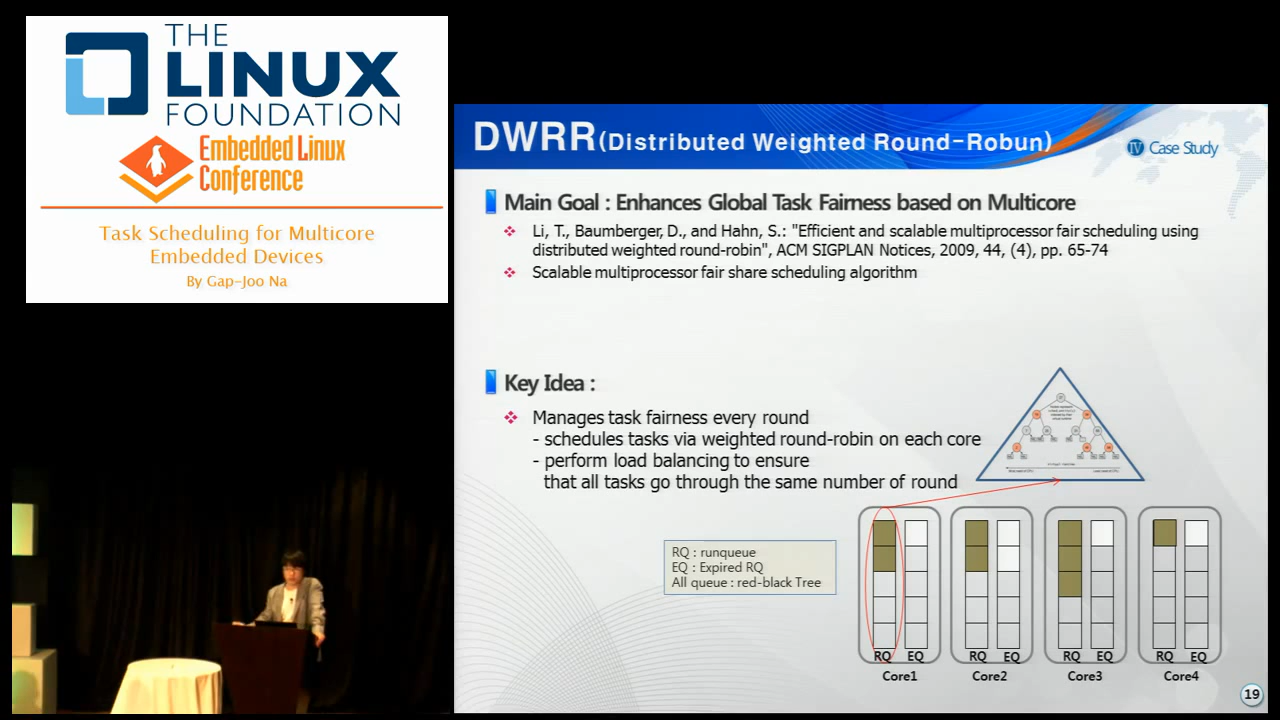 THE
LINUX
FOUNDATION
Embedded Linux
Conference
Task Scheduling for Multicore
Embedded Devices
By Gap-Joo Na
DWRR(Distributed Weighted Round-Robun)
IV Case Study
Main Goal : Enhances Global Task Fairness based on Multicore
Li, T., Baumberger, D., and Hahn, S.: "Efficient and scalable multiprocessor fair scheduling using
distributed weighted round-robin", ACM SIGPLAN Notices, 2009, 44, (4), pp. 65-74
Scalable multiprocessor fair share scheduling algorithm
Key Idea :
Manages task fairness every round
- schedules tasks via weighted round-robin on each core
- perform load balancing to ensure
that all tasks go through the same number of round
RQ : runqueue
EQ : Expired RQ
All queue : red-black Tree
RQ EQ RQ EQ RQ EQ RQ EQ
Core1 Core2 Core3 Core4
19